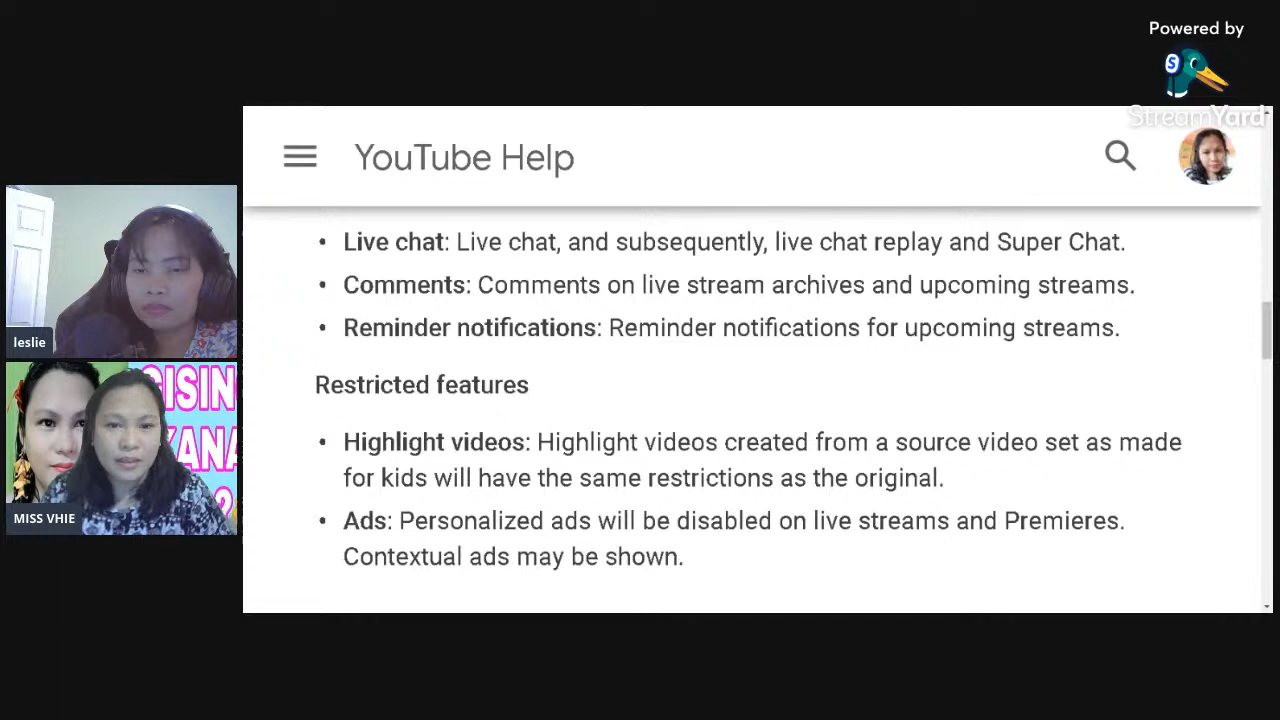 Powered by
StreamYard
YouTube Help
• Live chat: Live chat, and subsequently, live chat replay and Super Chat.
• Comments: Comments on live stream archives and upcoming streams.
• Reminder notifications: Reminder notifications for upcoming streams.
Restricted features
• Highlight videos: Highlight videos created from a source video set as made
for kids will have the same restrictions as the original.
• Ads: Personalized ads will be disabled on live streams and Premieres.
Contextual ads may be shown.
leslie
MISS VHIE